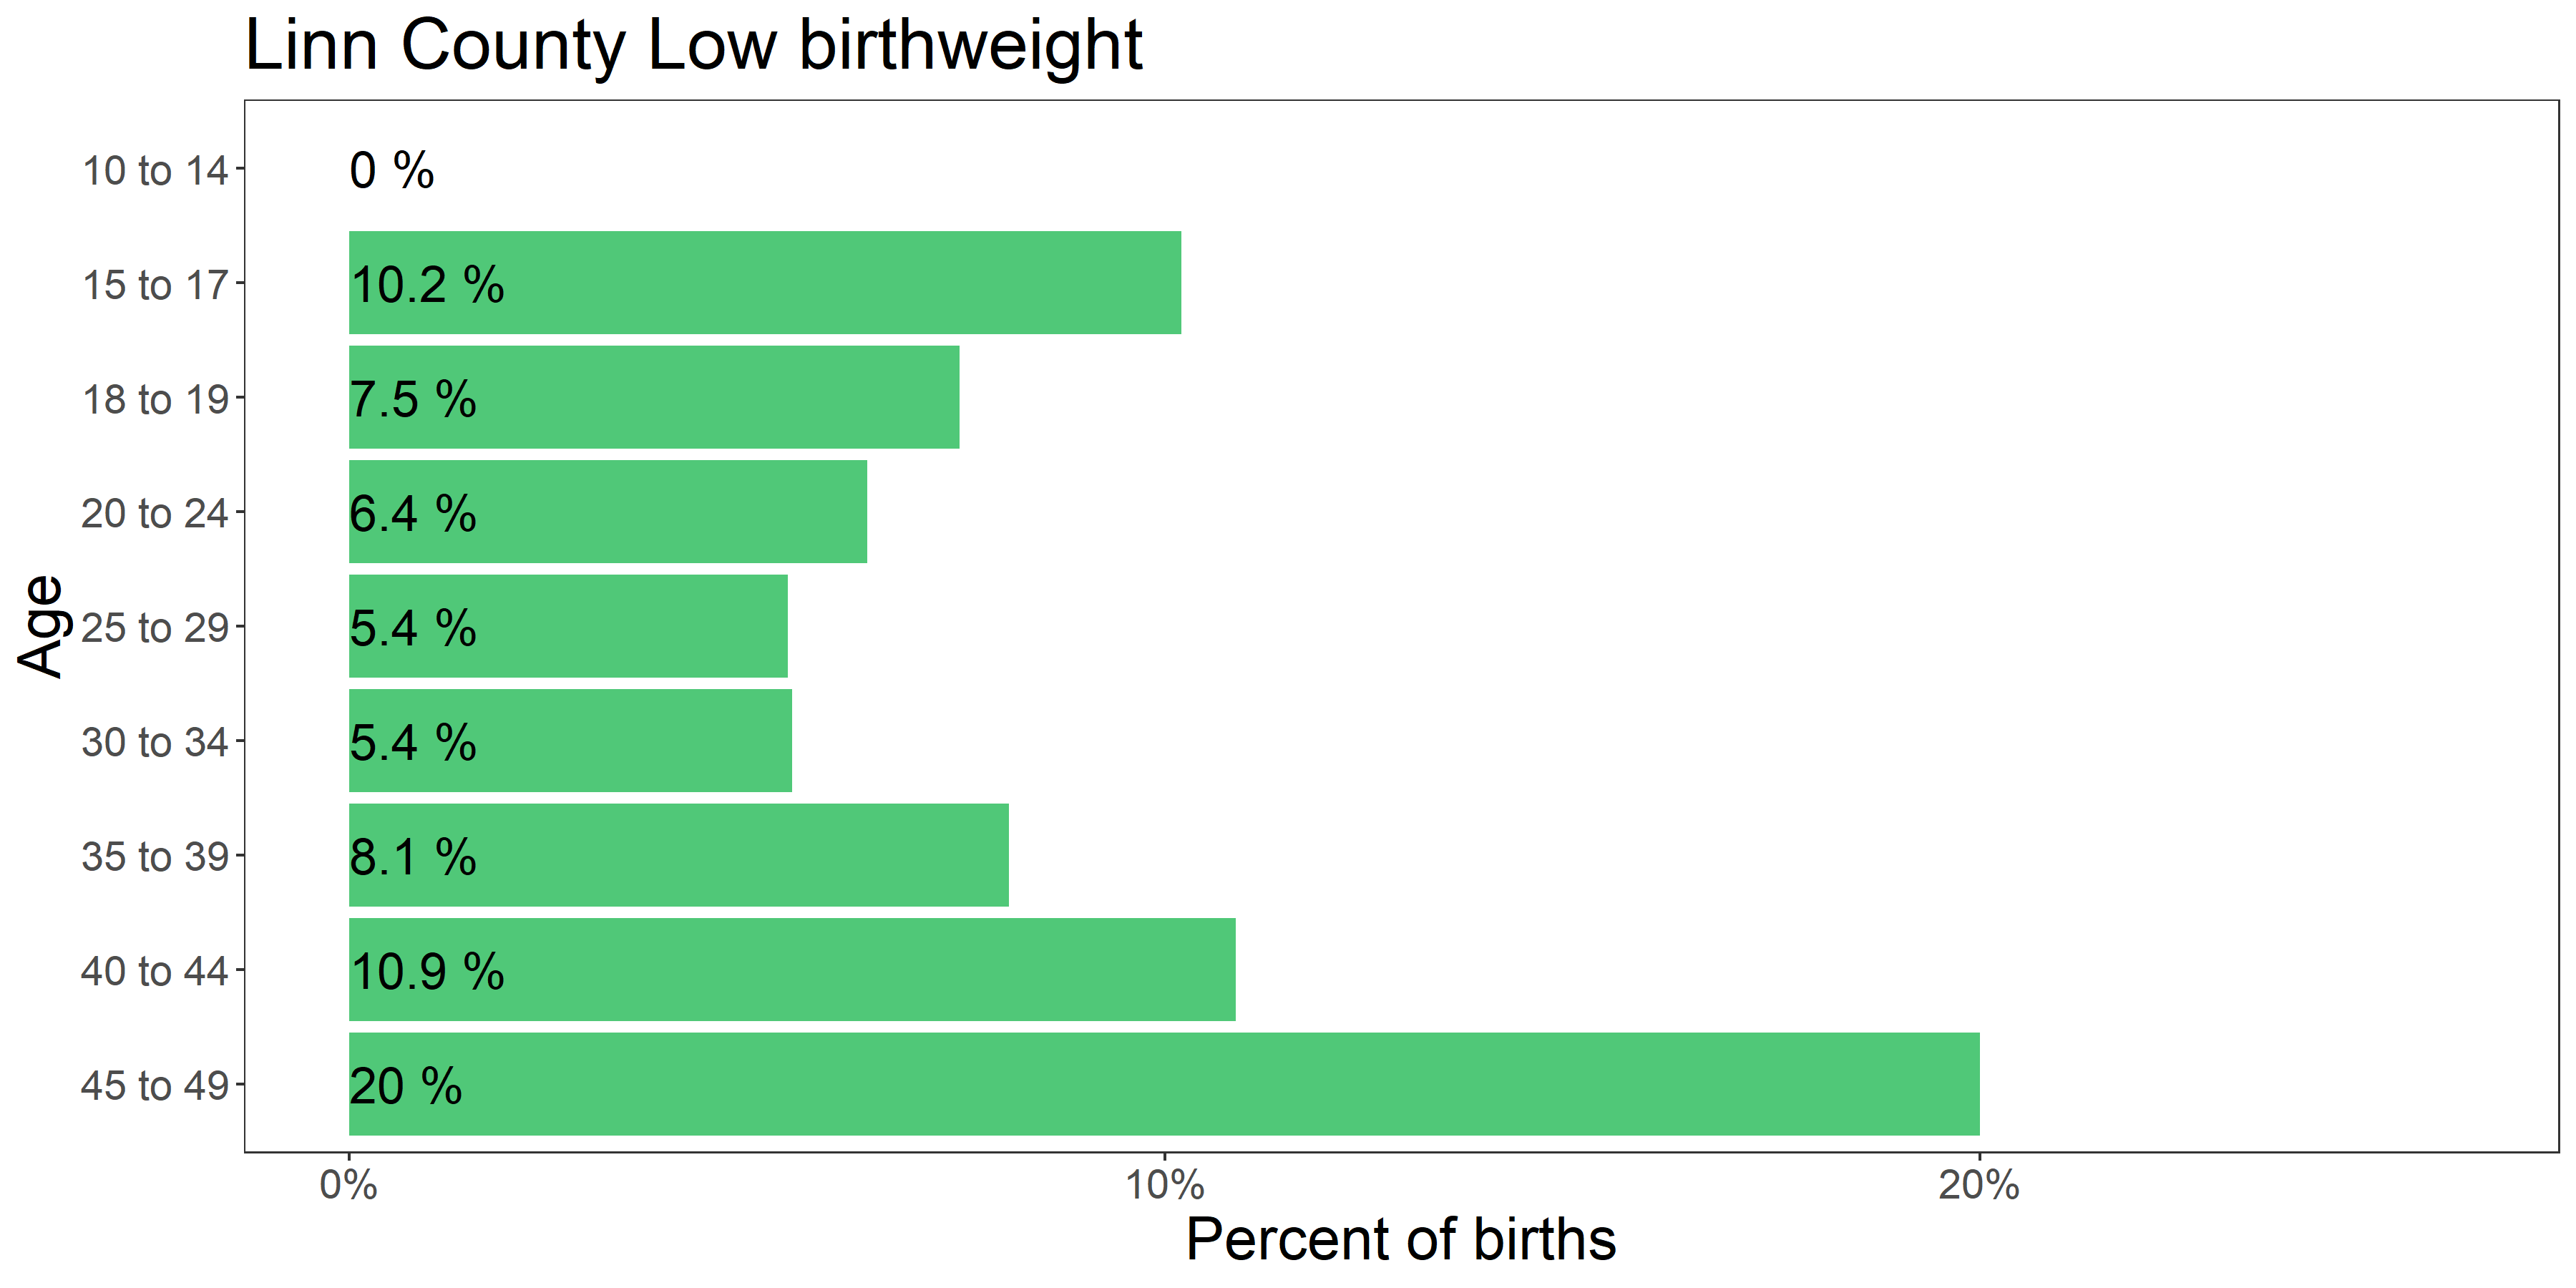 Linn County Low birthweight
10 to 14
0 %
15 to 17
10.2 %
18 to 19
7.5 %
20 to 24
6.4 %
Age
25 to 29
5.4 %
30 to 34
5.4 %
35 to 39
8.1 %
40 to 44
10.9 %
45 to 49
20 %
0%
10%
20%
Percent of births